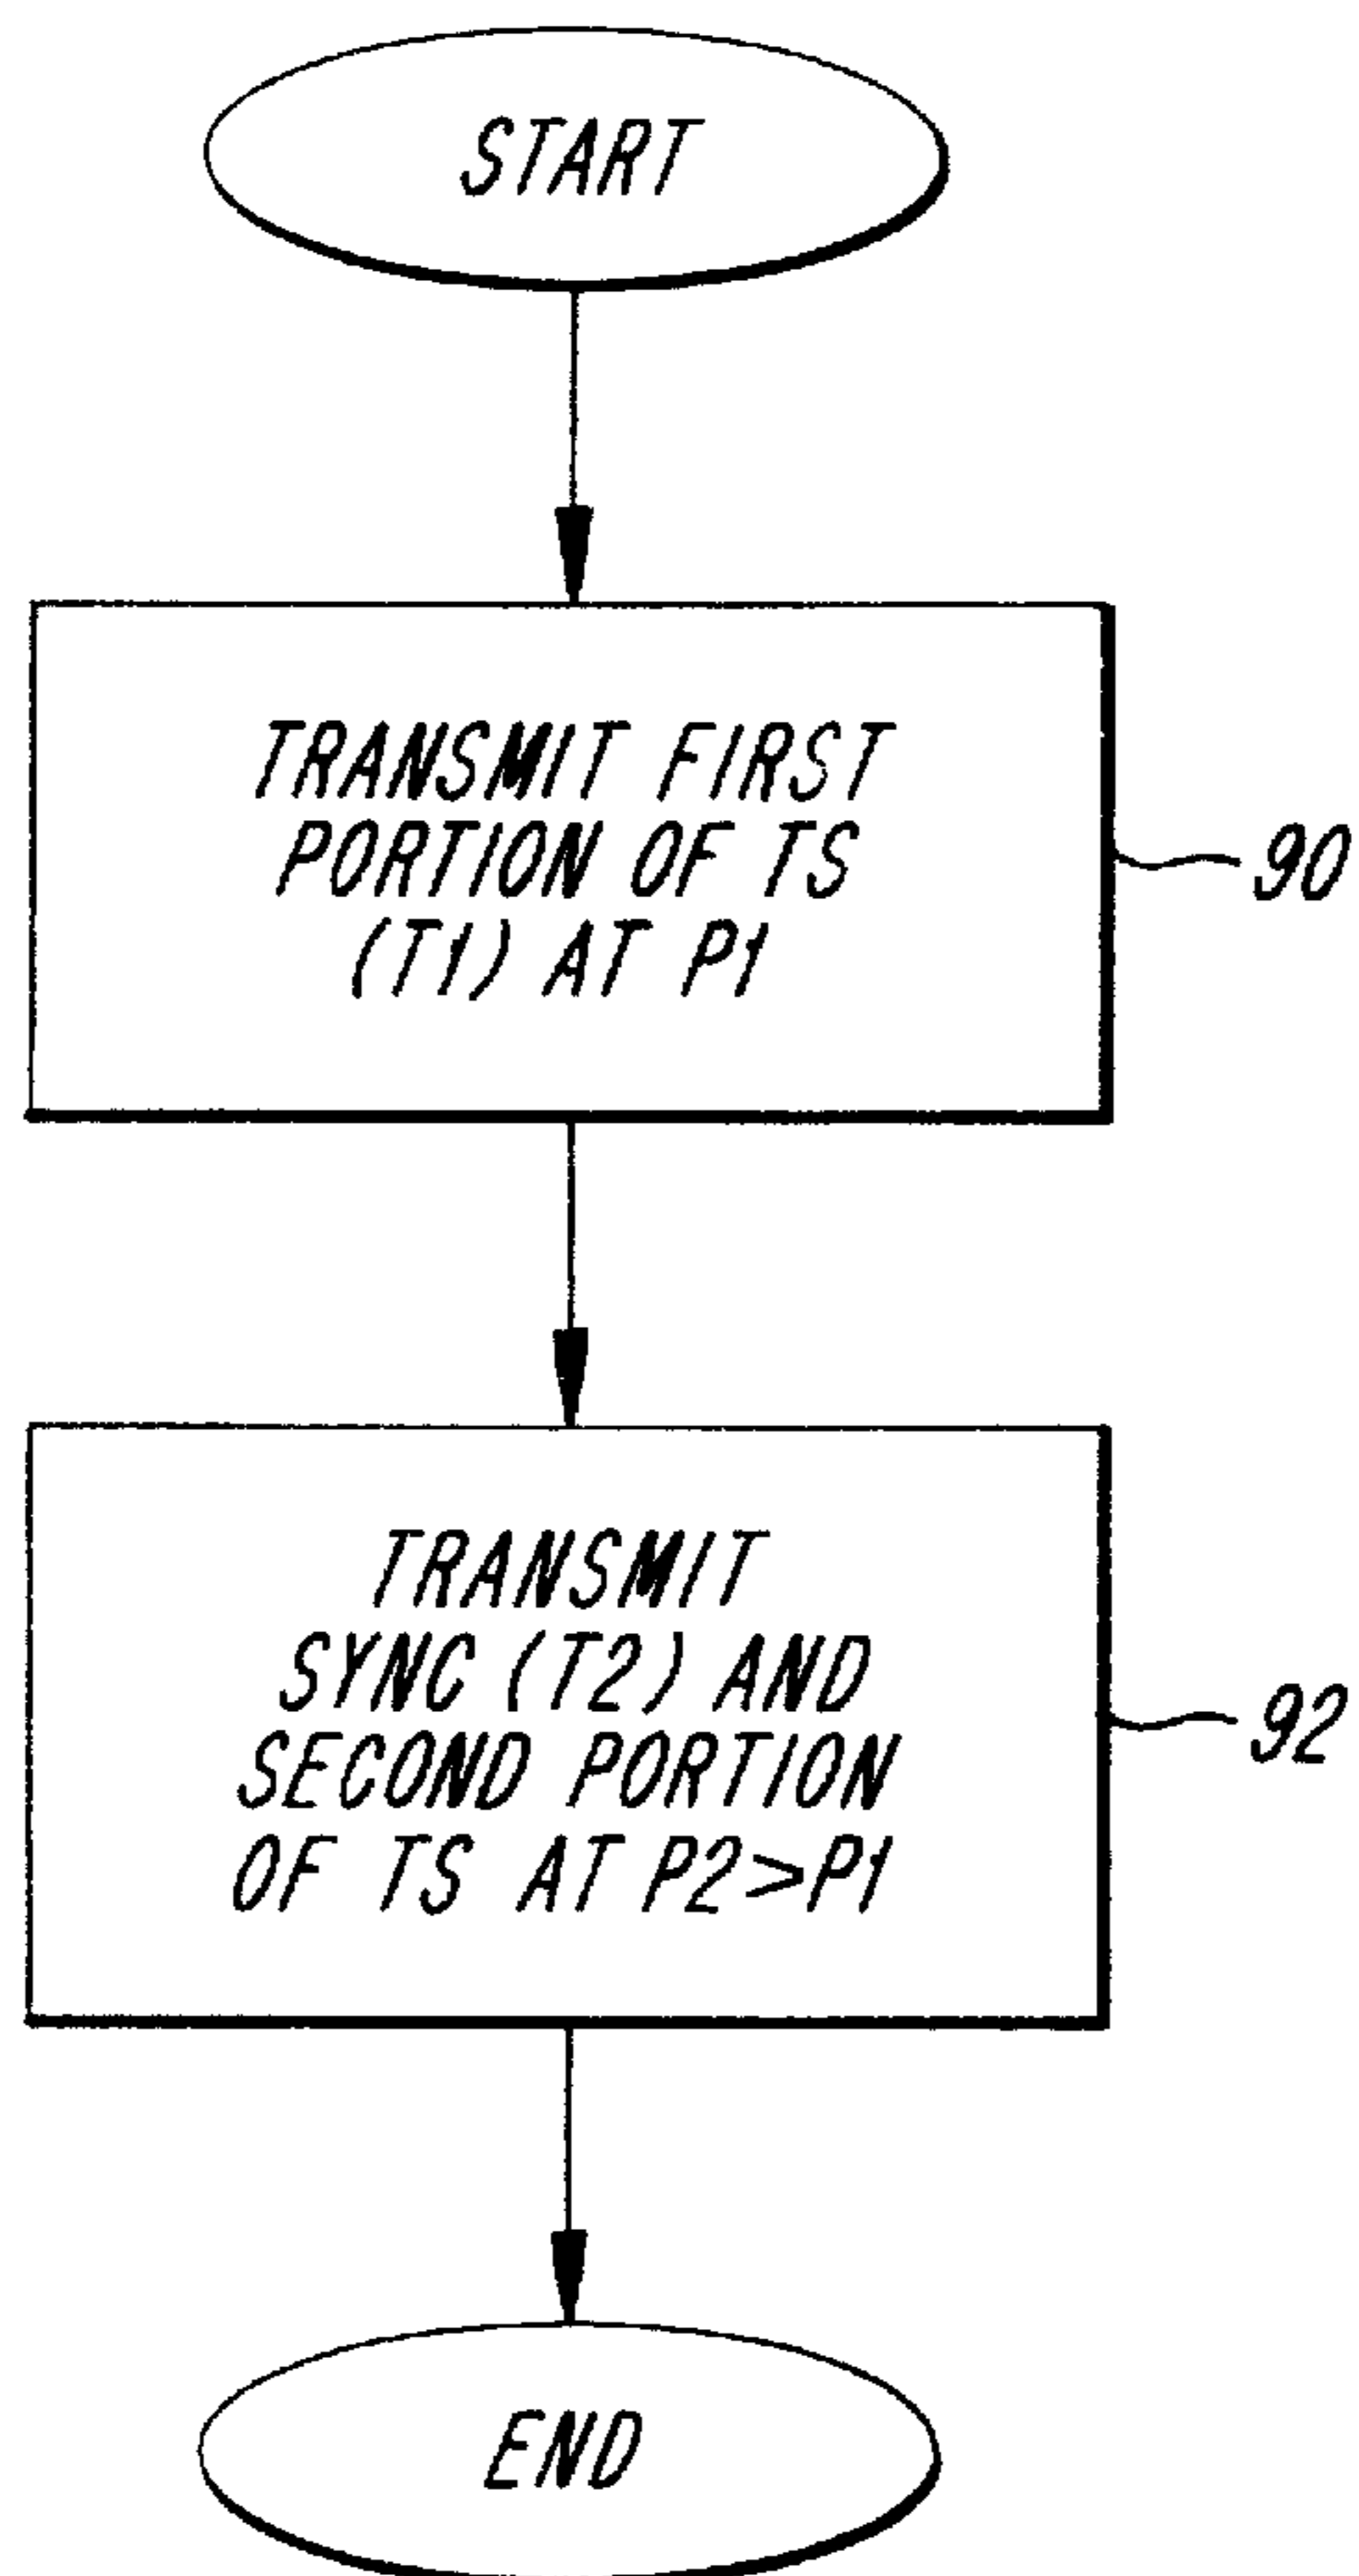 START
TRANSMIT FIRST
PORTION OF TS
(T1) AT P1
90
TRANSMIT
SYNC (T2) AND
SECOND PORTION
OF TS AT P2>P1
92
END